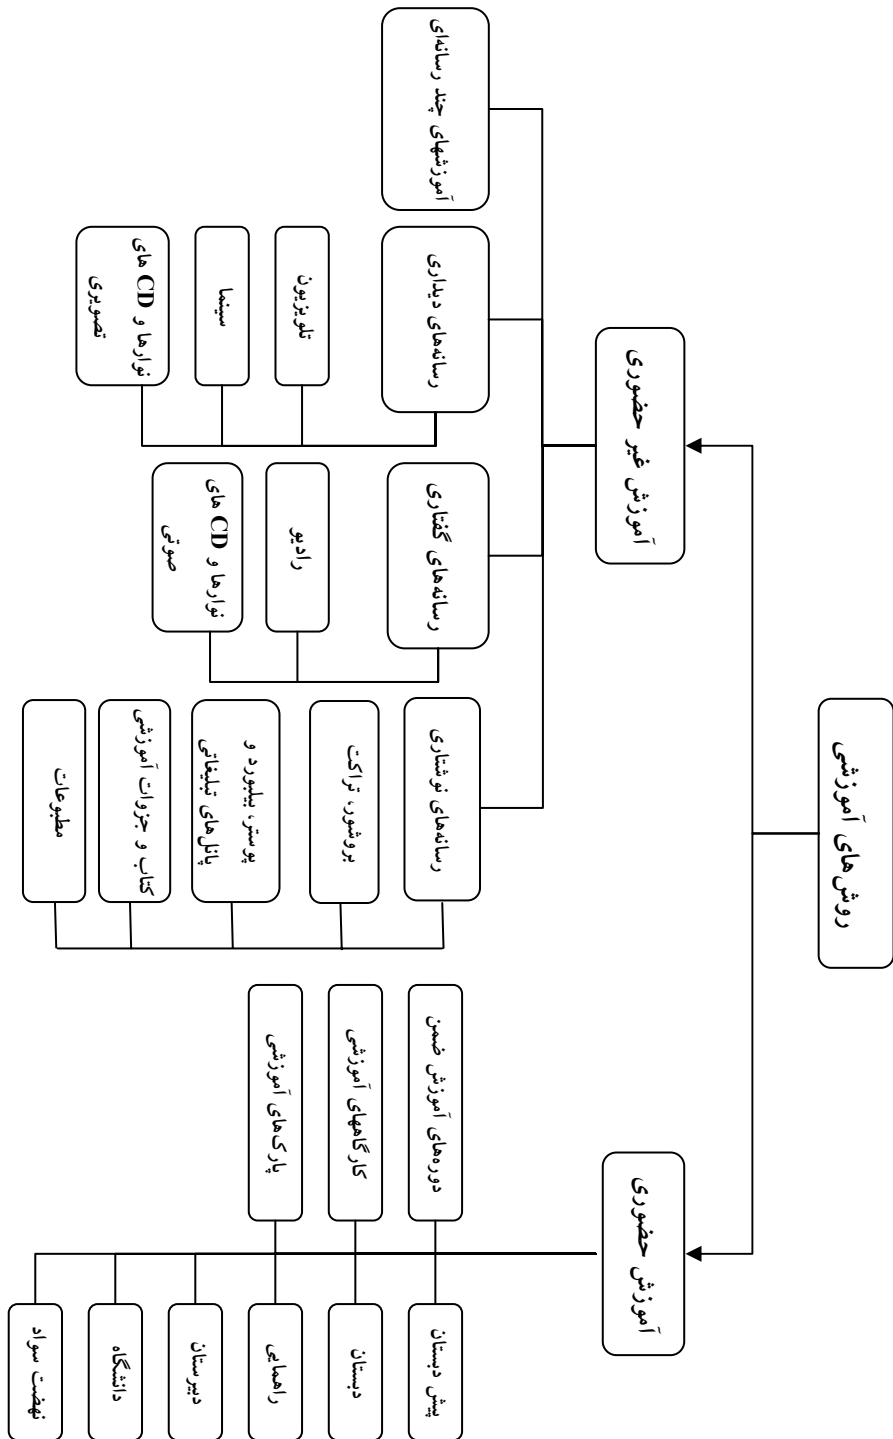 روش‌های آموزشی
آموزش حضوری
آموزش غیر حضوری
پیش دبستان
دبستان
راهنمایی
دبیرستان
دانشگاه
نهضت سواد
دوره‌های آموزش ضمن
کارگاههای آموزشی
پارک‌های آموزشی
رسانه‌های نوشتاری
بروشور، تراکت
پوستر، بیلبورد و
پانل‌های تبلیغاتی
کتاب و جزوات آموزشی
مطبوعات
رسانه‌های گفتاری
رادیو
نوارها و CD های
صوتی
رسانه‌های دیداری
تلویزیون
سینما
نوارها و CD های
تصویری
آموزشهای چند رسانه‌ای